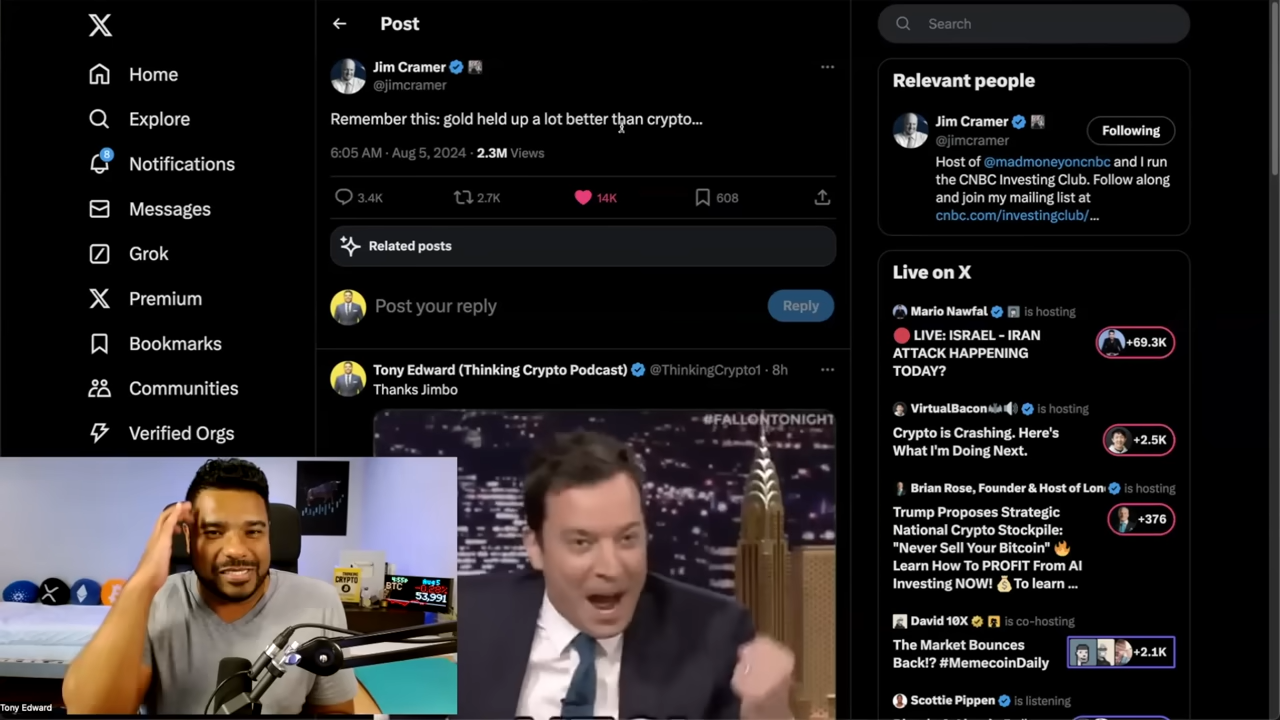 Home
Explore
8
Notifications
Messages
Grok
Premium
Bookmarks
Communities
Verified Orgs
Post
Jim Cramer
@jimcramer
Remember this: gold held up a lot better than crypto...
6:05 AM · Aug 5, 2024 · 2.3M Views
3.4K
2.7K
14K
608
Related posts
Post your reply
Reply
Tony Edward (Thinking Crypto Podcast) @ThinkingCrypto1 · 8h
Thanks Jimbo
#FALLONTONIGHT
Search
Relevant people
Jim Cramer
@jimcramer
Following
Host of @madmoneyoncnbc and I run
the CNBC Investing Club. Follow along
and join my mailing list at
cnbc.com/investingclub/...
Live on X
Mario Nawfal is hosting
LIVE: ISRAEL - IRAN
ATTACK HAPPENING
TODAY?
+69.3K
VirtualBacon is hosting
Crypto is Crashing. Here's
What I'm Doing Next.
+2.5K
Brian Rose, Founder & Host of Lon is hosting
Trump Proposes Strategic
National Crypto Stockpile:
"Never Sell Your Bitcoin"
Learn How To PROFIT From AI
Investing NOW! To learn ...
+376
David 10X is co-hosting
The Market Bounces
Back!? #MemecoinDaily
+2.1K
Scottie Pippen is listening
THINKING
CRYPTO
Aug 5
BTC
53,991
Tony Edward